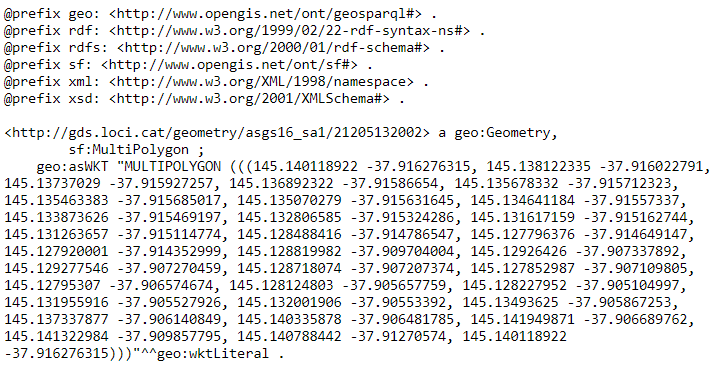 @prefix geo: <http://www.opengis.net/ont/geosparql#> .
@prefix rdf: <http://www.w3.org/1999/02/22-rdf-syntax-ns#> .
@prefix rdfs: <http://www.w3.org/2000/01/rdf-schema#> .
@prefix sf: <http://www.opengis.net/ont/sf#> .
@prefix xml: <http://www.w3.org/XML/1998/namespace> .
@prefix xsd: <http://www.w3.org/2001/XMLSchema#> .

<http://gds.loci.cat/geometry/asgs16_sa1/21205132002> a geo:Geometry,
        sf:MultiPolygon ;
    geo:asWKT "MULTIPOLYGON (((145.140118922 -37.916276315, 145.138122335 -37.916022791,
145.13737029 -37.915927257, 145.136892322 -37.91586654, 145.135678332 -37.915712323,
145.135463383 -37.915685017, 145.135070279 -37.915631645, 145.134641184 -37.91557337,
145.133873626 -37.915469197, 145.132806585 -37.915324286, 145.131617159 -37.915162744,
145.131263657 -37.915114774, 145.128488416 -37.914786547, 145.127796376 -37.914649147,
145.127920001 -37.914352999, 145.128819982 -37.909704004, 145.12926426 -37.907337892,
145.129277546 -37.907270459, 145.128718074 -37.907207374, 145.127852987 -37.907109805,
145.12795307 -37.906574674, 145.128124803 -37.905657759, 145.128227952 -37.905104997,
145.131955916 -37.905527926, 145.132001906 -37.90553392, 145.13493625 -37.905867253,
145.137337877 -37.906140849, 145.140335878 -37.906481785, 145.141949871 -37.906689762,
145.141322984 -37.909857795, 145.140788442 -37.91270574, 145.140118922
-37.916276315)))"^^geo:wktLiteral .